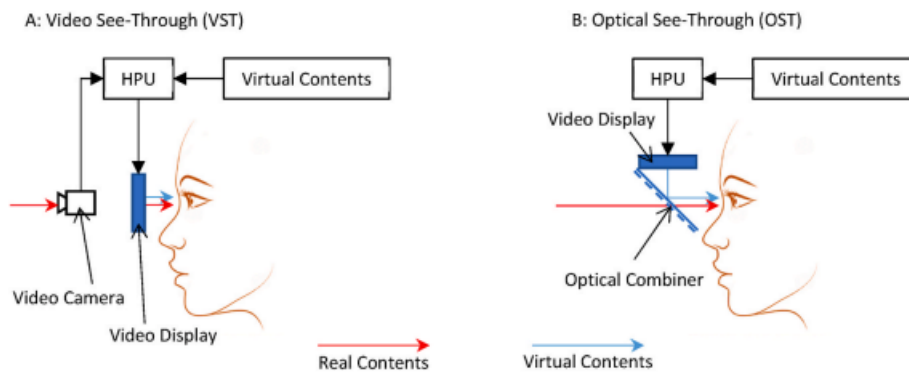 A: Video See-Through (VST)
HPU
Virtual Contents
Video Camera
Video Display
B: Optical See-Through (OST)
HPU
Virtual Contents
Video Display
Optical Combiner
Real Contents
Virtual Contents